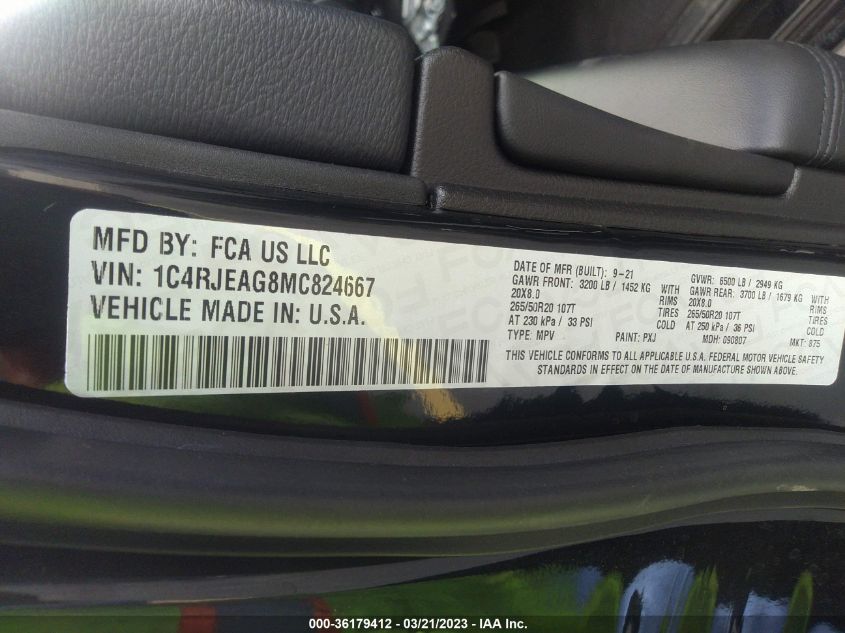 MFD BY: FCA US LLC
VIN: 1C4RJEAG8MC824667
VEHICLE MADE IN: U.S.A.
DATE OF MFR (BUILT): 9-21 GVWR: 6500 LB / 2949 KG
GAWR FRONT: 3200 LB / 1452 KG WITH GAWR REAR: 3700 LB / 1679 KG WITH
20X8.0 RIMS 20X8.0 RIMS
265/50R20 107T TIRES 265/50R20 107T TIRES
AT 230 kPa / 33 PSI COLD AT 250 kPa / 36 PSI COLD
TYPE: MPV PAINT: PXJ MDH: 090807 MKT: 875
THIS VEHICLE CONFORMS TO ALL APPLICABLE U.S.A. FEDERAL MOTOR VEHICLE SAFETY
STANDARDS IN EFFECT ON THE DATE OF MANUFACTURE SHOWN ABOVE.
000-36179412 - 03/21/2023 - © IAA Inc.